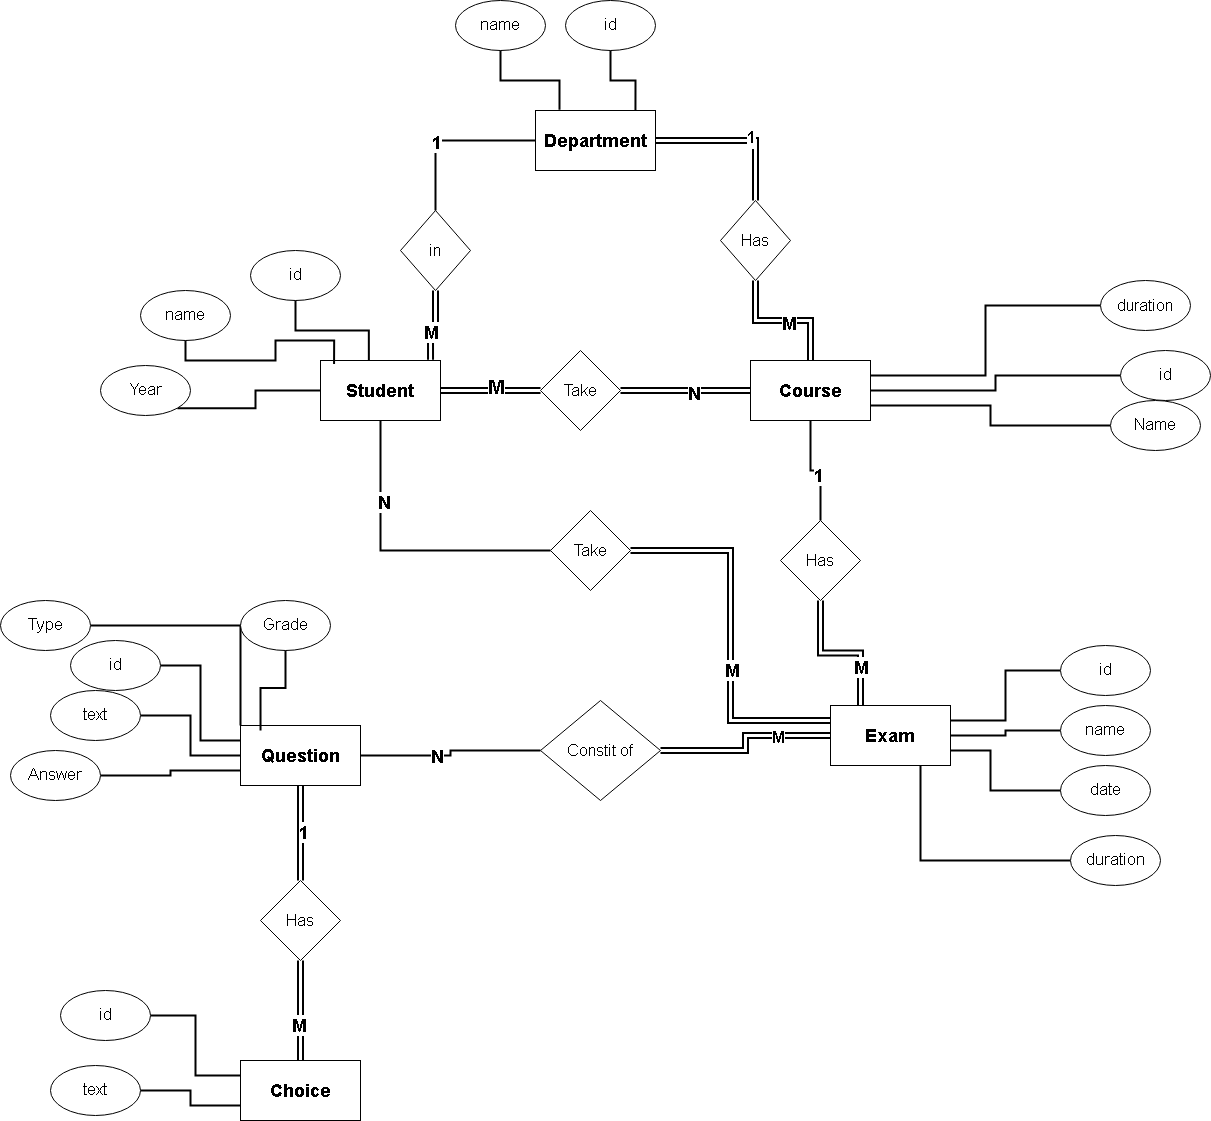 name
id
Department
1
1
in
Has
id
name
Year
M
M
duration
id
Name
Student
M
Take
N
Course
N
1
Take
Has
Type
Grade
id
text
Answer
M
M
id
name
date
duration
Question
N
Constit of
M
Exam
1
Has
M
id
text
Choice